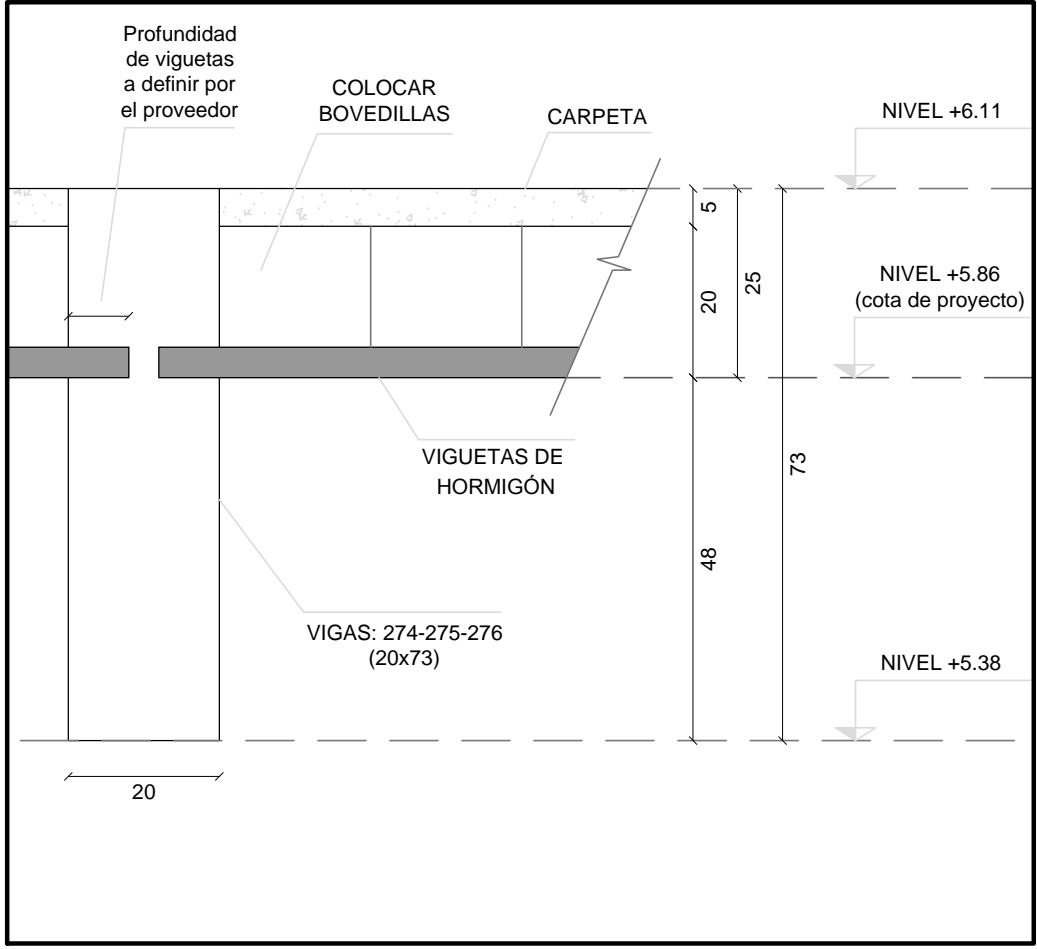 Profundidad
de viguetas
a definir por
el proveedor
COLOCAR
BOVEDILLAS
CARPETA
NIVEL +6.11
5
20
25
NIVEL +5.86
(cota de proyecto)
VIGUETAS DE
HORMIGÓN
73
48
VIGAS: 274-275-276
(20x73)
NIVEL +5.38
20